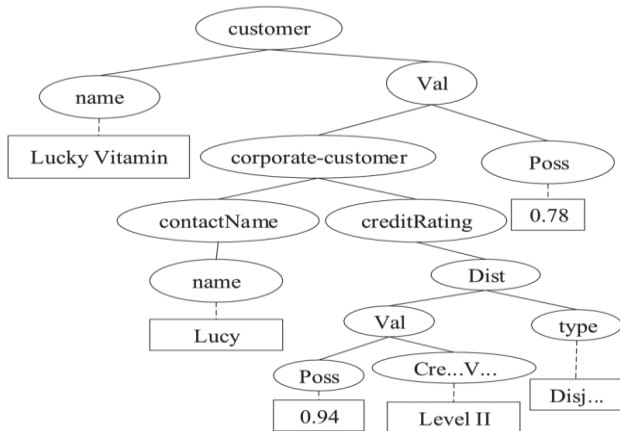 customer
name
Val
Lucky Vitamin
corporate-customer
Poss
0.78
contactName
creditRating
name
Dist
Lucy
Val
type
Poss
Cre...V...
Disj...
0.94
Level II